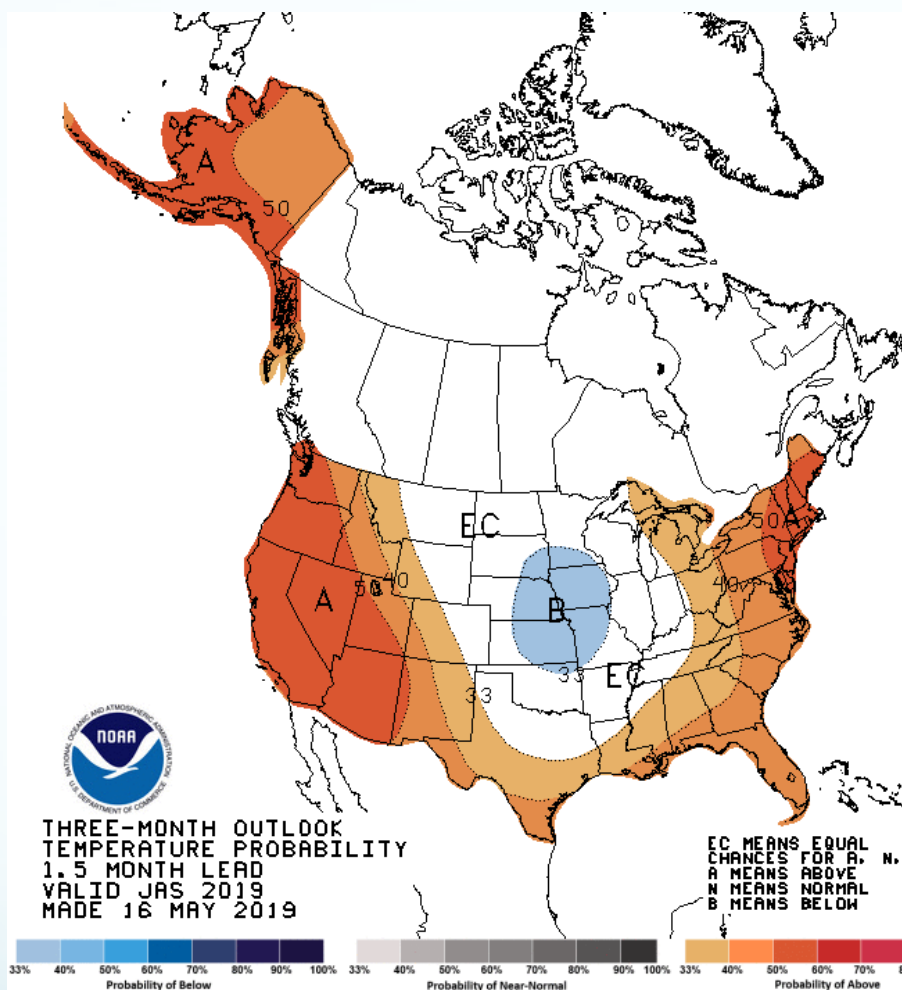 A
50
EC
A
50
40
B
33
33
EC
40
50
A
NOAA
NATIONAL OCEANIC AND ATMOSPHERIC ADMINISTRATION
U.S. DEPARTMENT OF COMMERCE
THREE-MONTH OUTLOOK
TEMPERATURE PROBABILITY
1.5 MONTH LEAD
VALID JAS 2019
MADE 16 MAY 2019
EC MEANS EQUAL
CHANCES FOR A, N,
A MEANS ABOVE
N MEANS NORMAL
B MEANS BELOW
33% 40% 50% 60% 70% 80% 90% 100%
Probability of Below
33% 40% 50% 60% 70% 80% 90% 100%
Probability of Near-Normal
33% 40% 50% 60% 70% 8
Probability of Above